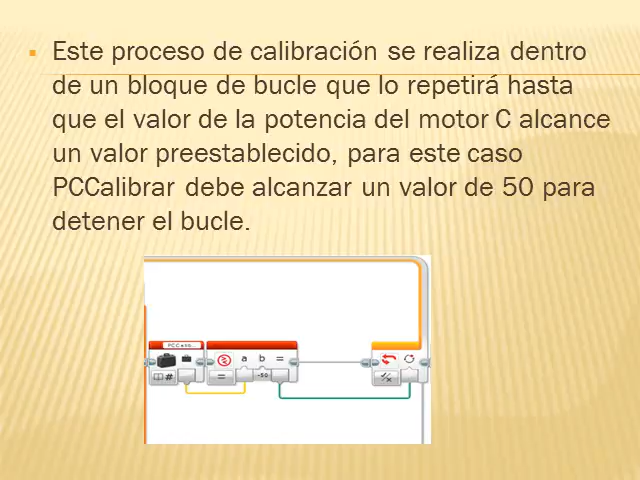 Este proceso de calibración se realiza dentro
de un bloque de bucle que lo repetirá hasta
que el valor de la potencia del motor C alcance
un valor preestablecido, para este caso
PCCalibrar debe alcanzar un valor de 50 para
detener el bucle.
a b =
# = -50